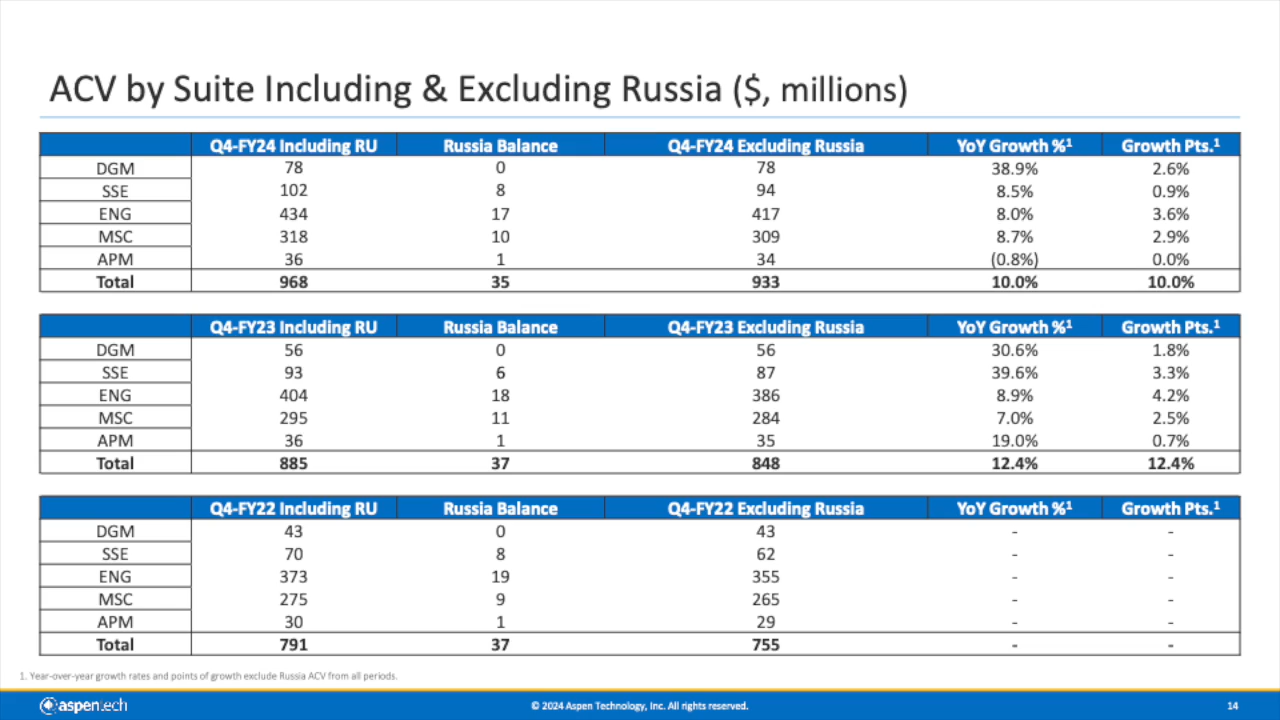 ACV by Suite Including & Excluding Russia ($, millions)
Q4-FY24 Including RU Russia Balance Q4-FY24 Excluding Russia YoY Growth %¹ Growth Pts.¹
DGM 78 0 78 38.9% 2.6%
SSE 102 8 94 8.5% 0.9%
ENG 434 17 417 8.0% 3.6%
MSC 318 10 309 8.7% 2.9%
APM 36 1 34 (0.8%) 0.0%
Total 968 35 933 10.0% 10.0%
Q4-FY23 Including RU Russia Balance Q4-FY23 Excluding Russia YoY Growth %¹ Growth Pts.¹
DGM 56 0 56 30.6% 1.8%
SSE 93 6 87 39.6% 3.3%
ENG 404 18 386 8.9% 4.2%
MSC 295 11 284 7.0% 2.5%
APM 36 1 35 19.0% 0.7%
Total 885 37 848 12.4% 12.4%
Q4-FY22 Including RU Russia Balance Q4-FY22 Excluding Russia YoY Growth %¹ Growth Pts.¹
DGM 43 0 43 - -
SSE 70 8 62 - -
ENG 373 19 355 - -
MSC 275 9 265 - -
APM 30 1 29 - -
Total 791 37 755 - -
1. Year-over-year growth rates and points of growth exclude Russia ACV from all periods.
aspentech © 2024 Aspen Technology, Inc. All rights reserved. 14